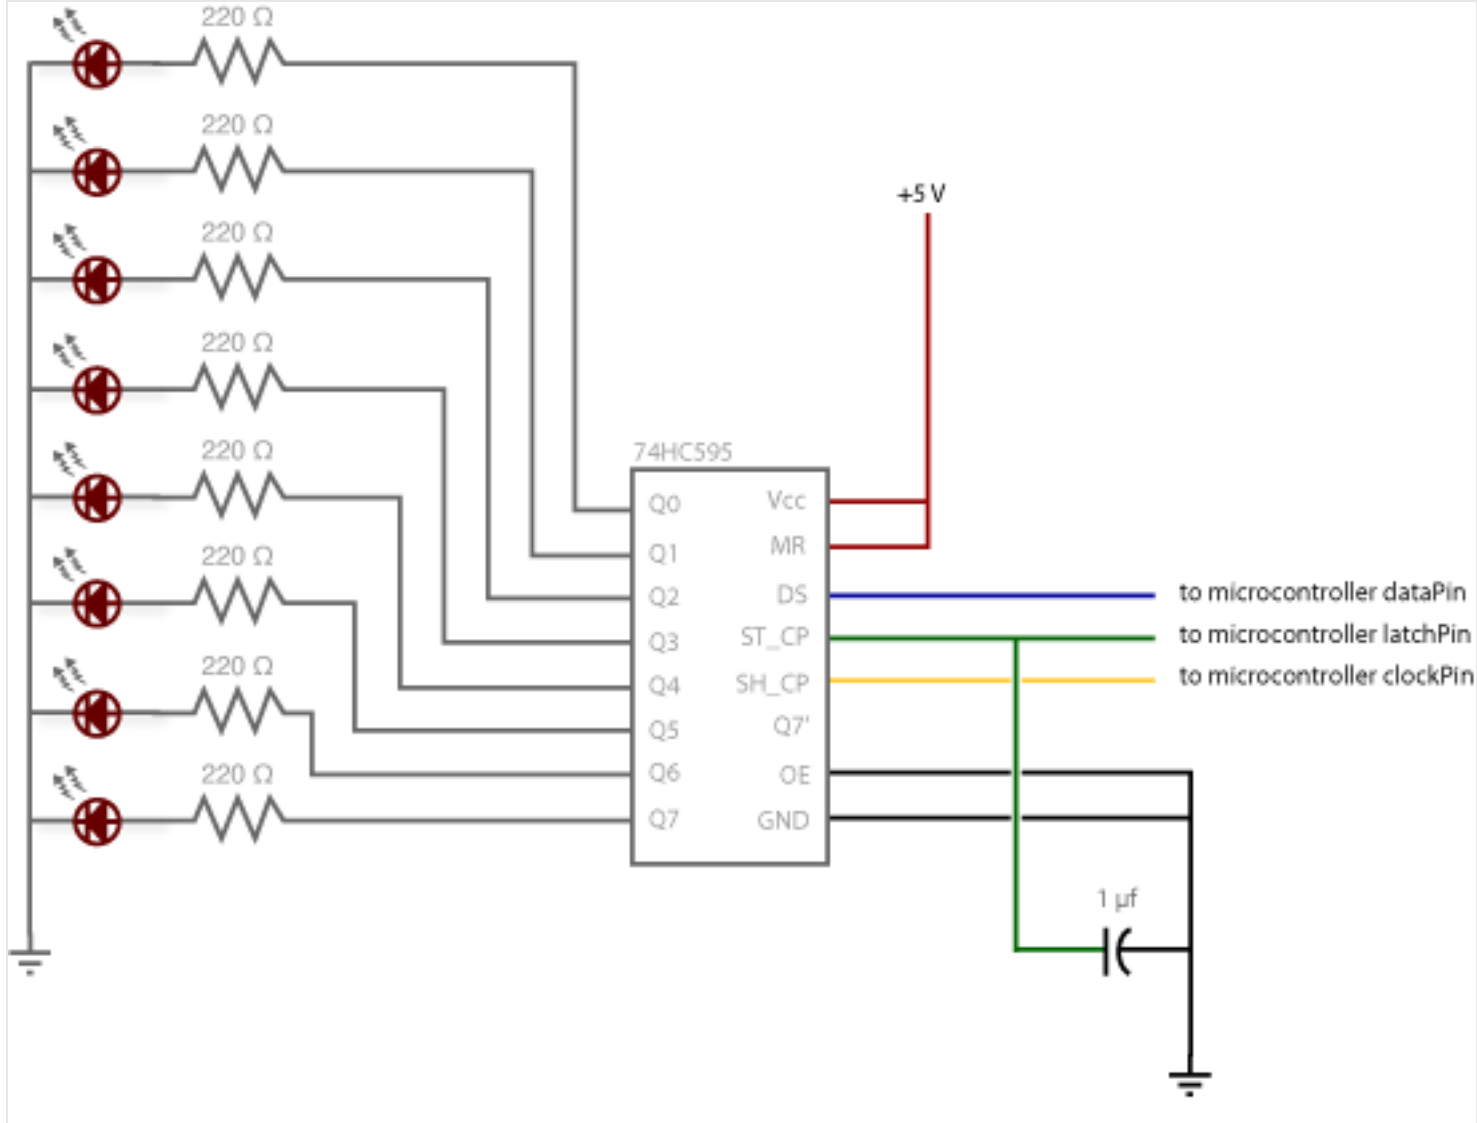 220 Ω
220 Ω
220 Ω
220 Ω
220 Ω
220 Ω
220 Ω
220 Ω
+5 V
74HC595
Q0 Vcc
Q1 MR
Q2 DS to microcontroller dataPin
Q3 ST_CP to microcontroller latchPin
Q4 SH_CP to microcontroller clockPin
Q5 Q7'
Q6 OE
Q7 GND
1 µf